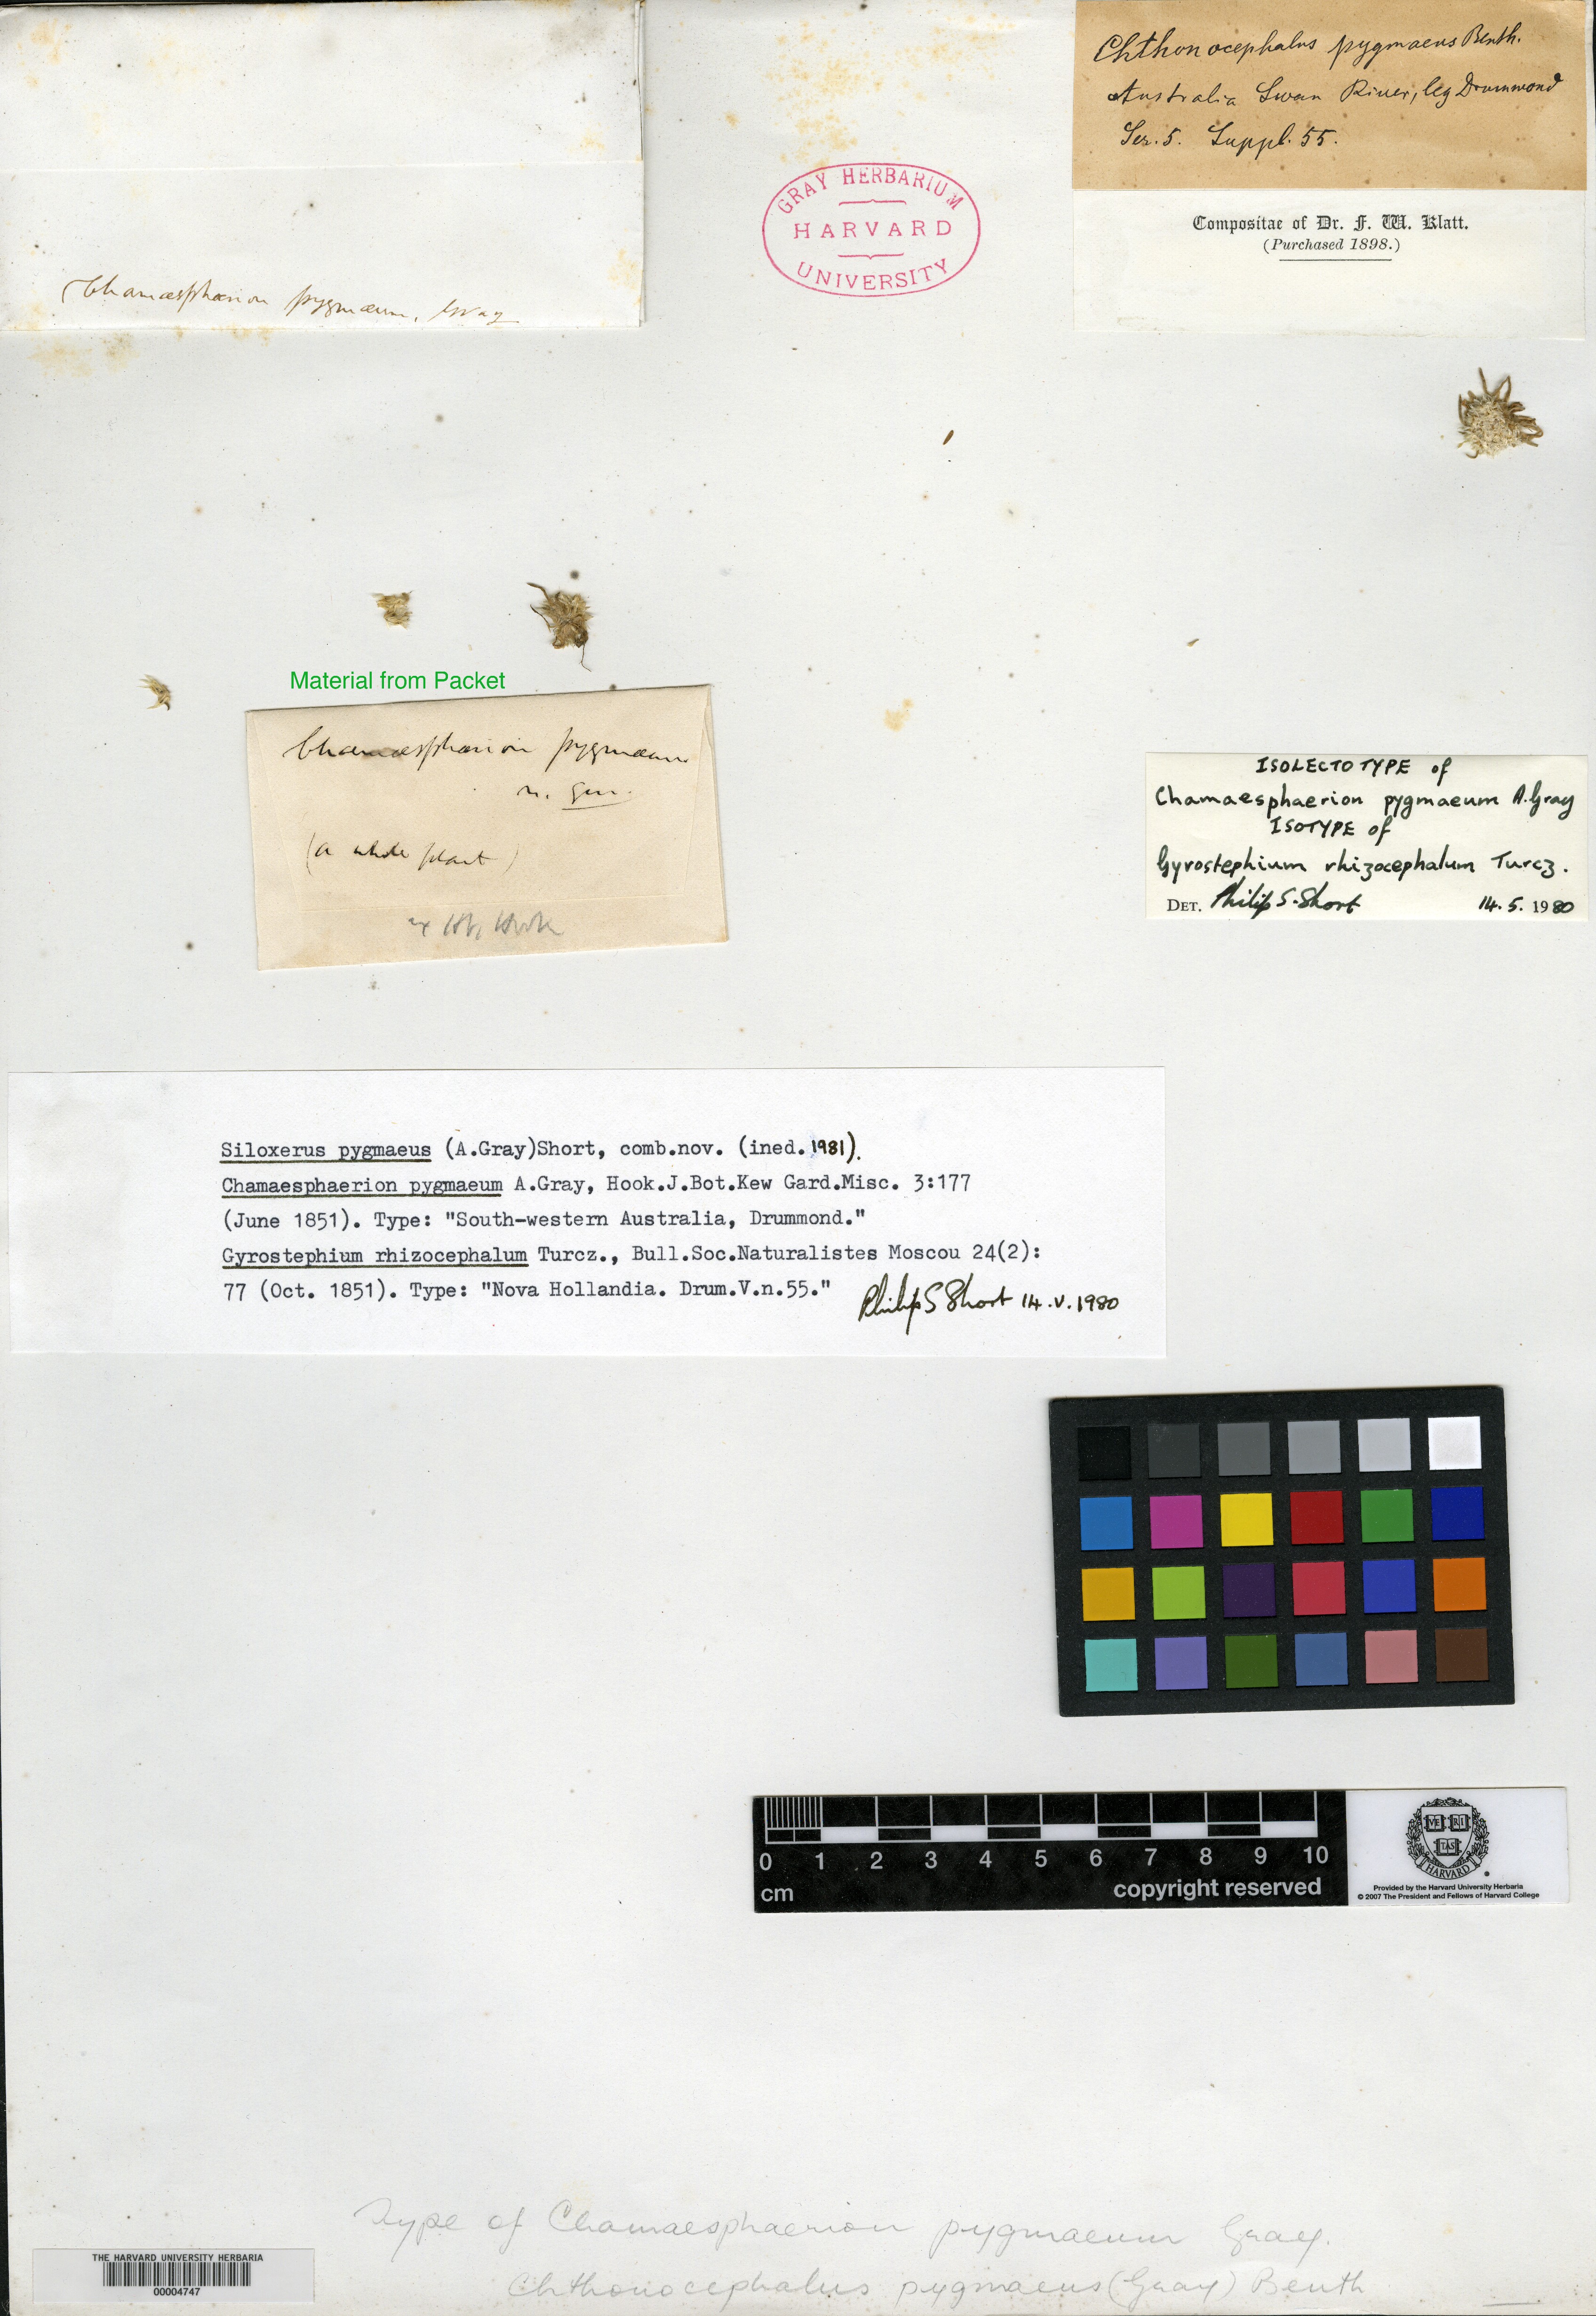 Chthonocephalus pygmaeus Benth.
Australia Swan River, leg Drummond
Ser. 5. Suppl. 55.
Compositae of Dr. F. W. Klatt.
(Purchased 1898.)
GRAY HERBARIUM
HARVARD
UNIVERSITY
Chamaesphaerion pygmaeum, Gray
Material from Packet
Chamaesphaerion pygmaeum
n. gen.
(a whole plant)
ex Hb. Hook
ISOLECTOTYPE of
Chamaesphaerion pygmaeum A.Gray
ISOTYPE of
Gyrostephium rhizocephalum Turcz.
DET. Philip S. Short 14. 5. 1980
Siloxerus pygmaeus (A.Gray)Short, comb.nov. (ined. 1981).
Chamaesphaerion pygmaeum A.Gray, Hook.J.Bot.Kew Gard.Misc. 3:177
(June 1851). Type: "South-western Australia, Drummond."
Gyrostephium rhizocephalum Turcz., Bull.Soc.Naturalistes Moscou 24(2):
77 (Oct. 1851). Type: "Nova Hollandia. Drum.V.n.55."
Philip S Short 14.V.1980
0 1 2 3 4 5 6 7 8 9 10
cm copyright reserved
VE RI
TAS
HARVARD
Provided by the Harvard University Herbaria
© 2007 The President and Fellows of Harvard College
Type of Chamaesphaerion pygmaeum Gray.
Chthonocephalus pygmaeus (Gray) Benth
THE HARVARD UNIVERSITY HERBARIA
00004747